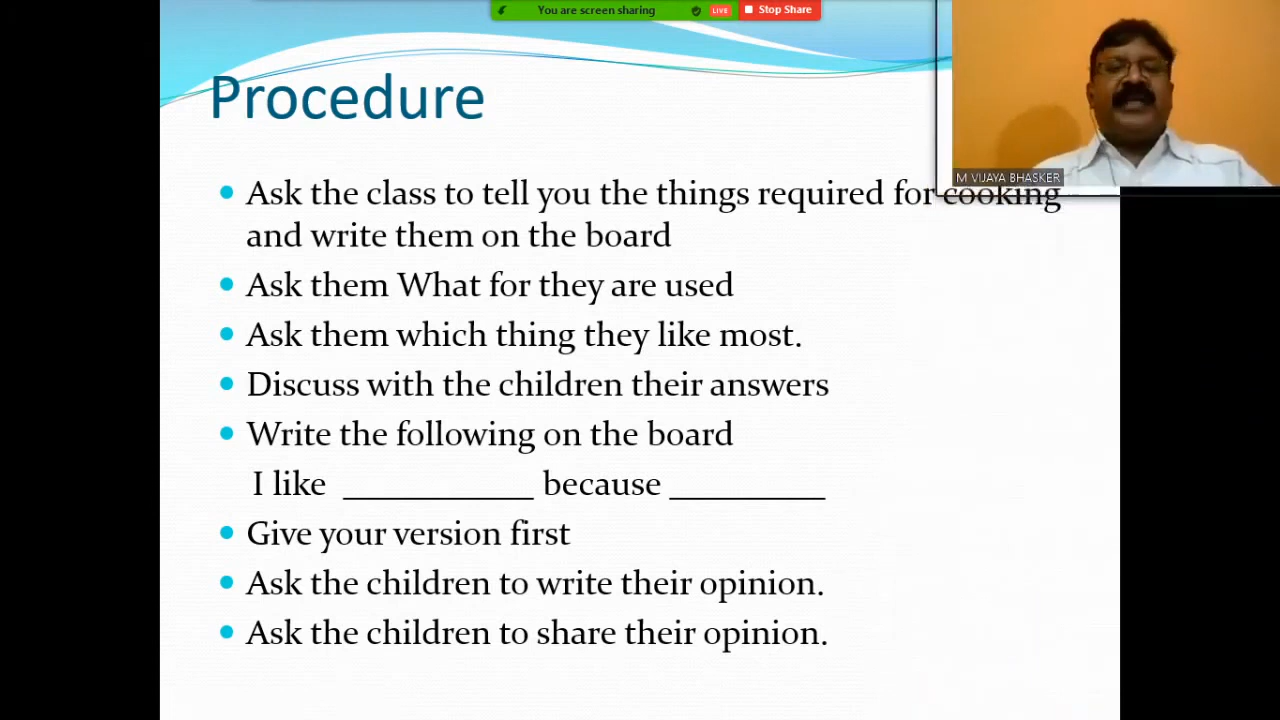 You are screen sharing LIVE Stop Share
Procedure
M VIJAYA BHASKER
Ask the class to tell you the things required for cooking
and write them on the board
Ask them What for they are used
Ask them which thing they like most.
Discuss with the children their answers
Write the following on the board
I like ___________ because _________
Give your version first
Ask the children to write their opinion.
Ask the children to share their opinion.